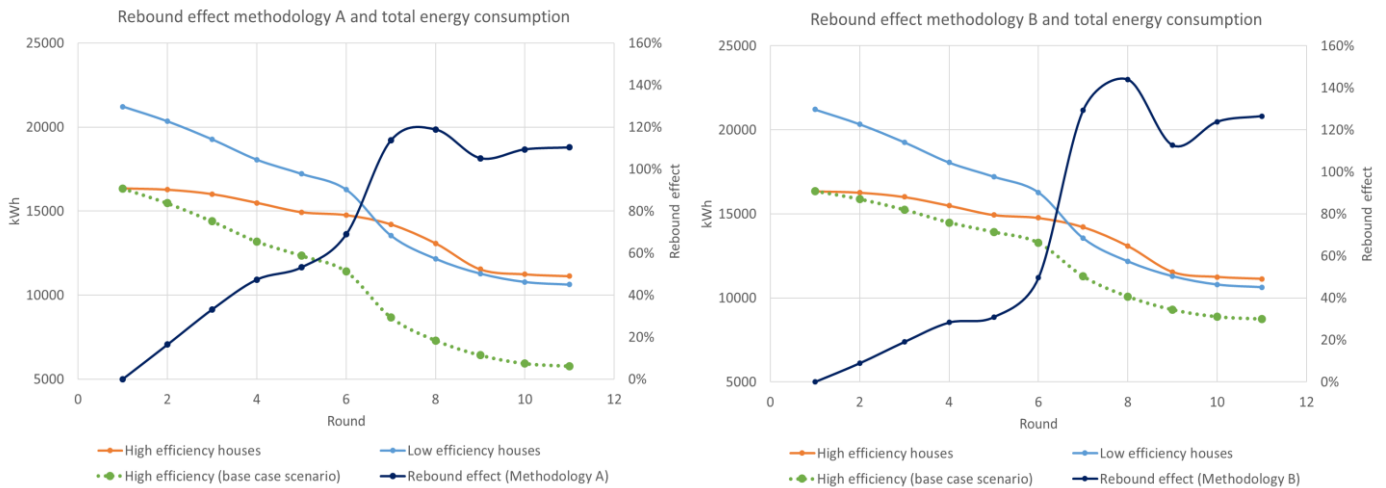 Rebound effect methodology A and total energy consumption
25000
20000
15000
10000
5000
kWh
160%
140%
120%
100%
80%
60%
40%
20%
0%
Rebound effect
0 2 4 6 8 10 12
Round
High efficiency houses Low efficiency houses
High efficiency (base case scenario) Rebound effect (Methodology A)
Rebound effect methodology B and total energy consumption
25000
20000
15000
10000
5000
kWh
160%
140%
120%
100%
80%
60%
40%
20%
0%
Rebound effect
0 2 4 6 8 10 12
Round
High efficiency houses Low efficiency houses
High efficiency (base case scenario) Rebound effect (Methodology B)